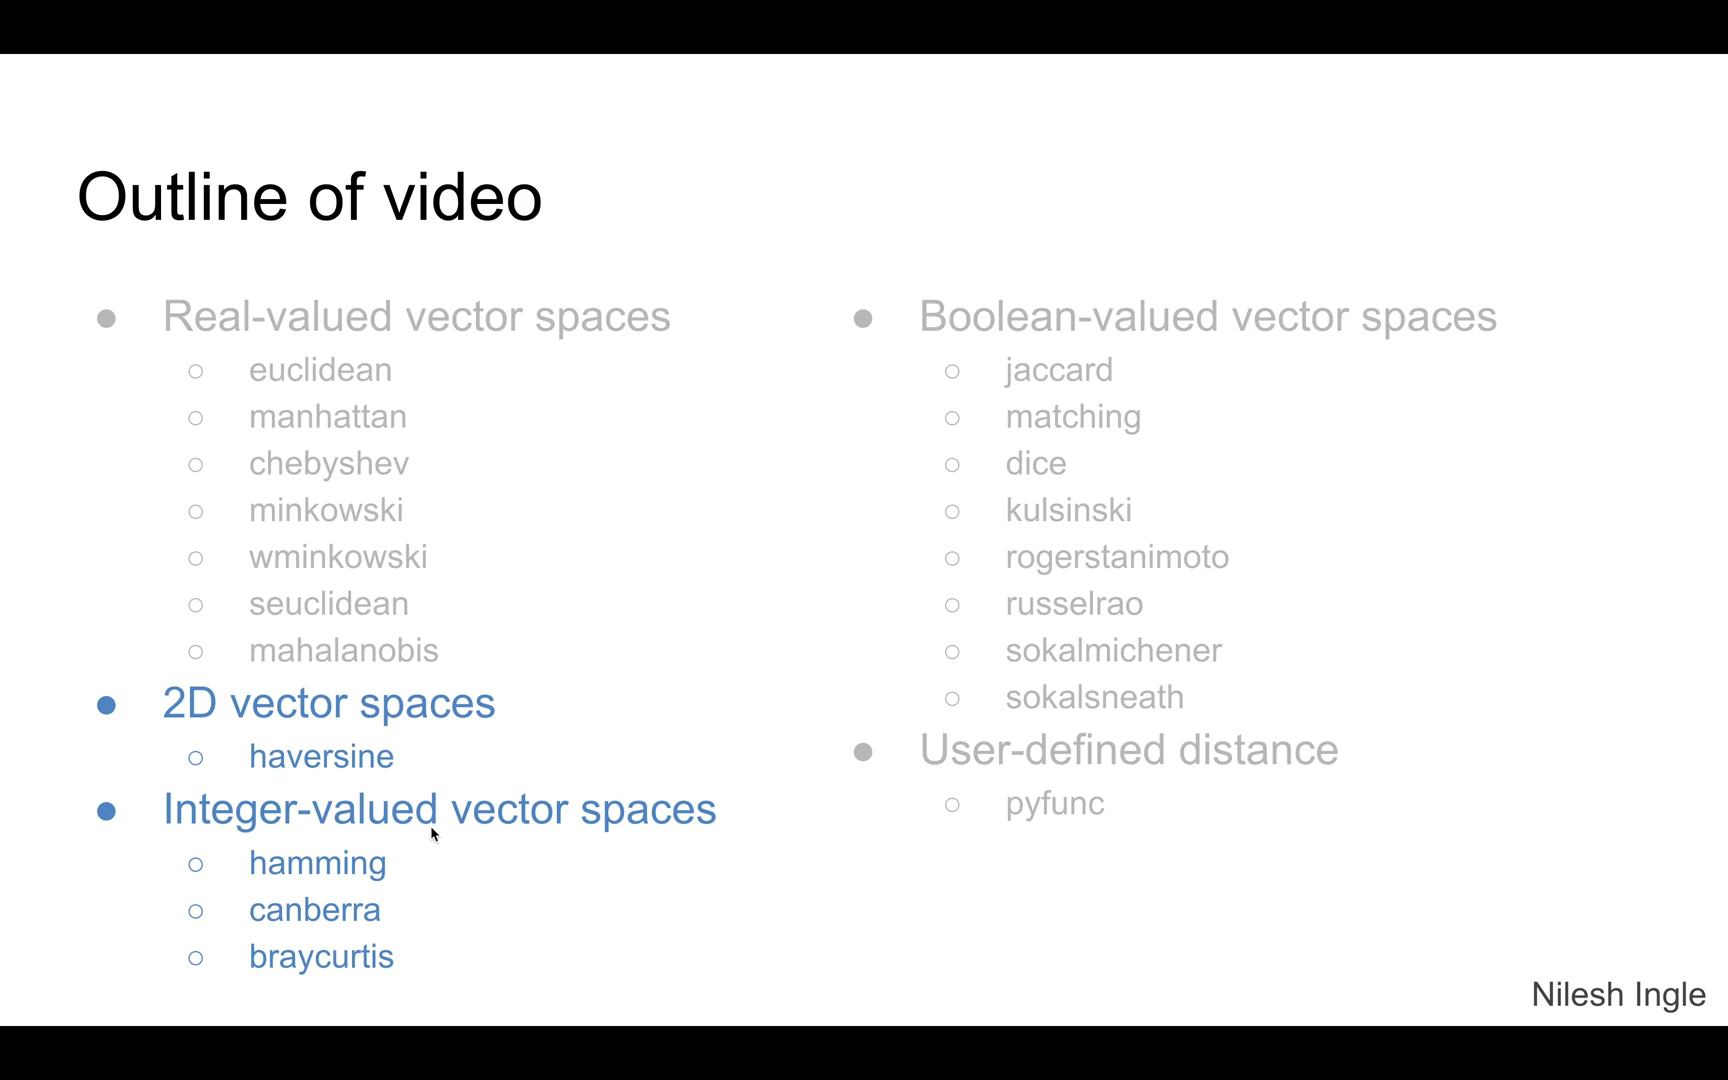 Outline of video
Real-valued vector spaces
euclidean
manhattan
chebyshev
minkowski
wminkowski
seuclidean
mahalanobis
2D vector spaces
haversine
Integer-valued vector spaces
hamming
canberra
braycurtis
Boolean-valued vector spaces
jaccard
matching
dice
kulsinski
rogerstanimoto
russelrao
sokalmichener
sokalsneath
User-defined distance
pyfunc
Nilesh Ingle